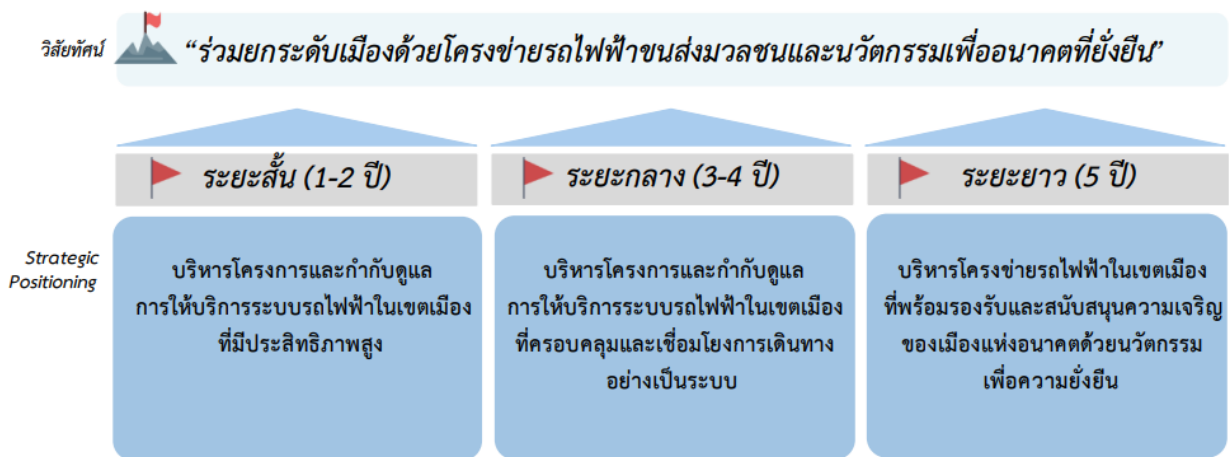 วิสัยทัศน์
“ร่วมยกระดับเมืองด้วยโครงข่ายรถไฟฟ้าขนส่งมวลชนและนวัตกรรมเพื่ออนาคตที่ยั่งยืน”
ระยะสั้น (1-2 ปี)
ระยะกลาง (3-4 ปี)
ระยะยาว (5 ปี)
Strategic
Positioning
บริหารโครงการและกำกับดูแล
การให้บริการระบบรถไฟฟ้าในเขตเมือง
ที่มีประสิทธิภาพสูง
บริหารโครงการและกำกับดูแล
การให้บริการระบบรถไฟฟ้าในเขตเมือง
ที่ครอบคลุมและเชื่อมโยงการเดินทาง
อย่างเป็นระบบ
บริหารโครงข่ายรถไฟฟ้าในเขตเมือง
ที่พร้อมรองรับและสนับสนุนความเจริญ
ของเมืองแห่งอนาคตด้วยนวัตกรรม
เพื่อความยั่งยืน